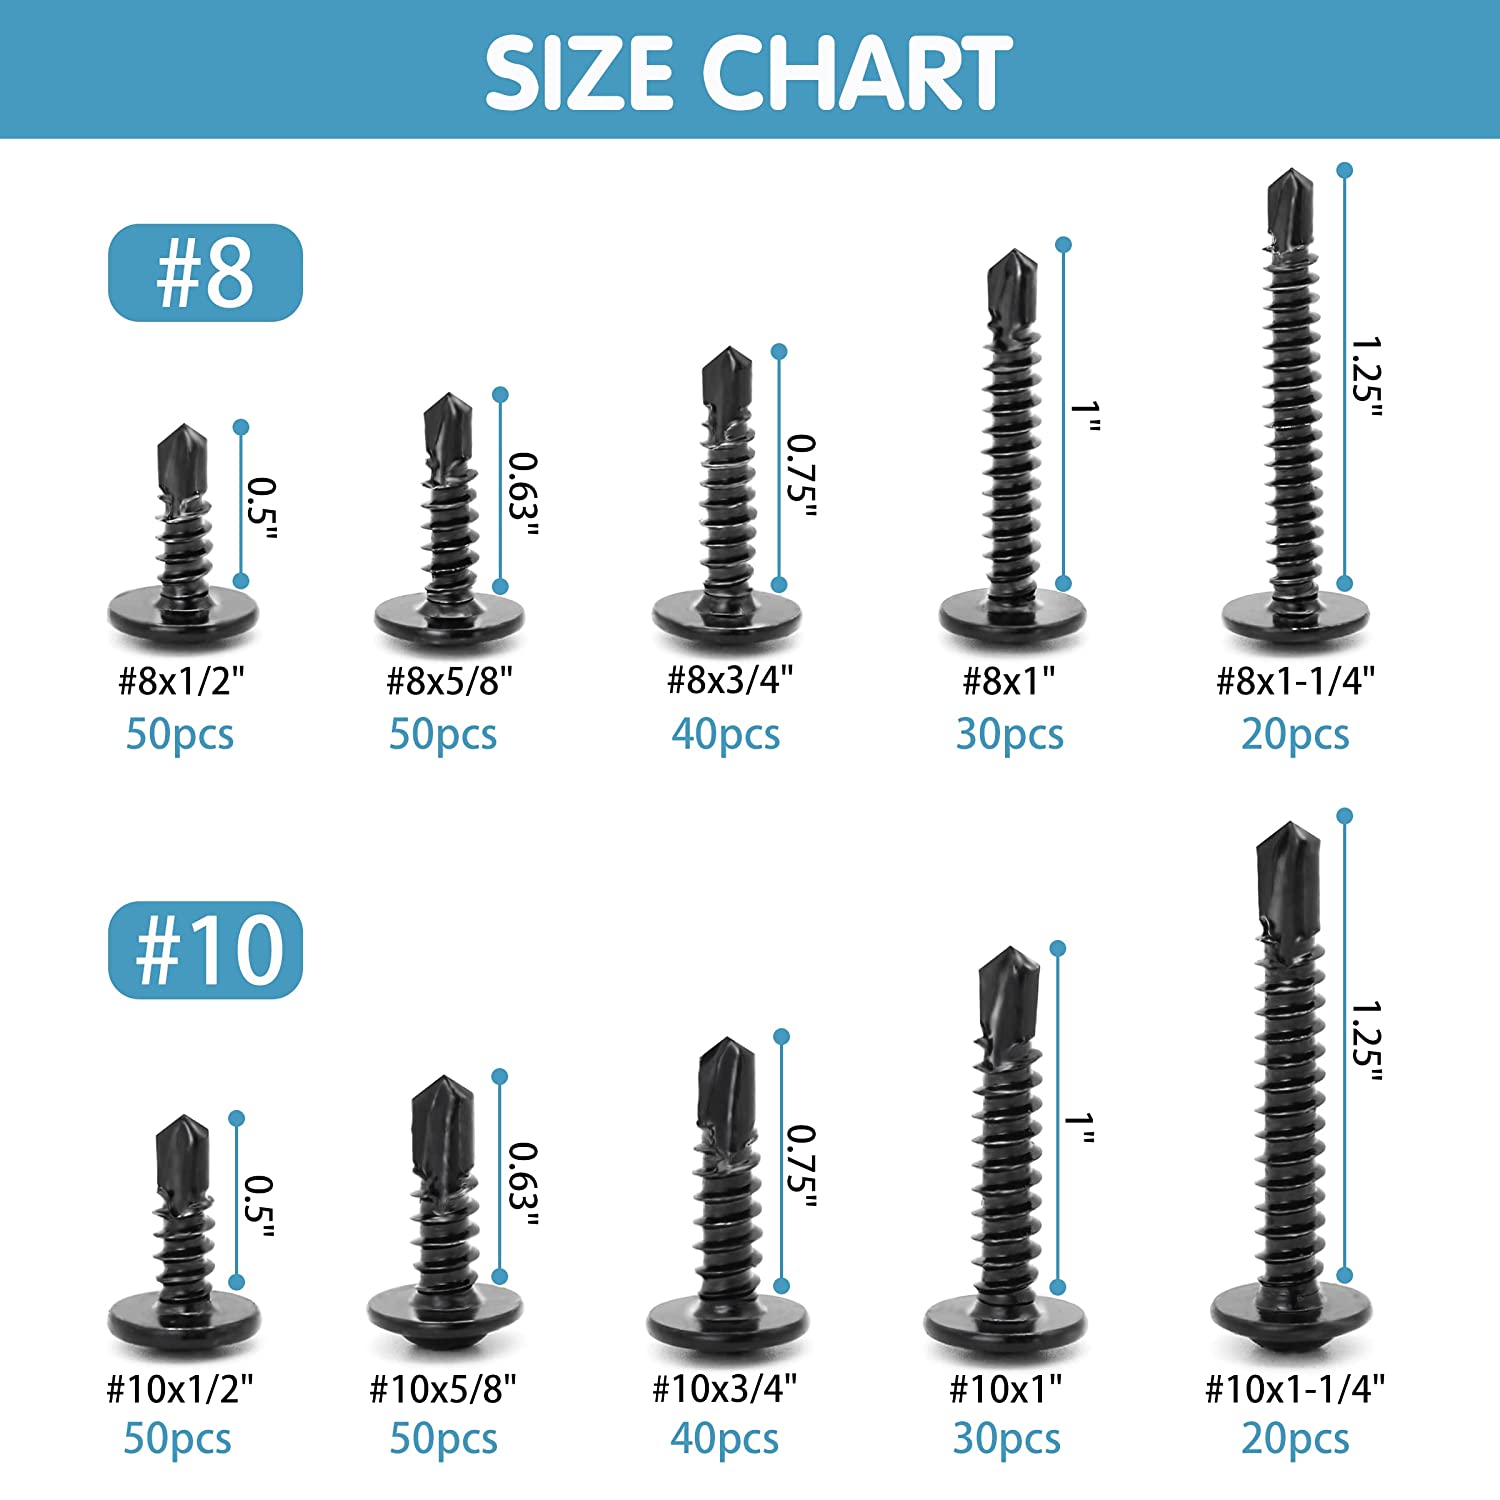 SIZE CHART
#8
0.5"
0.63"
0.75"
1"
1.25"
#8x1/2"
#8x5/8"
#8x3/4"
#8x1"
#8x1-1/4"
50pcs
50pcs
40pcs
30pcs
20pcs
#10
0.5"
0.63"
0.75"
1"
1.25"
#10x1/2"
#10x5/8"
#10x3/4"
#10x1"
#10x1-1/4"
50pcs
50pcs
40pcs
30pcs
20pcs